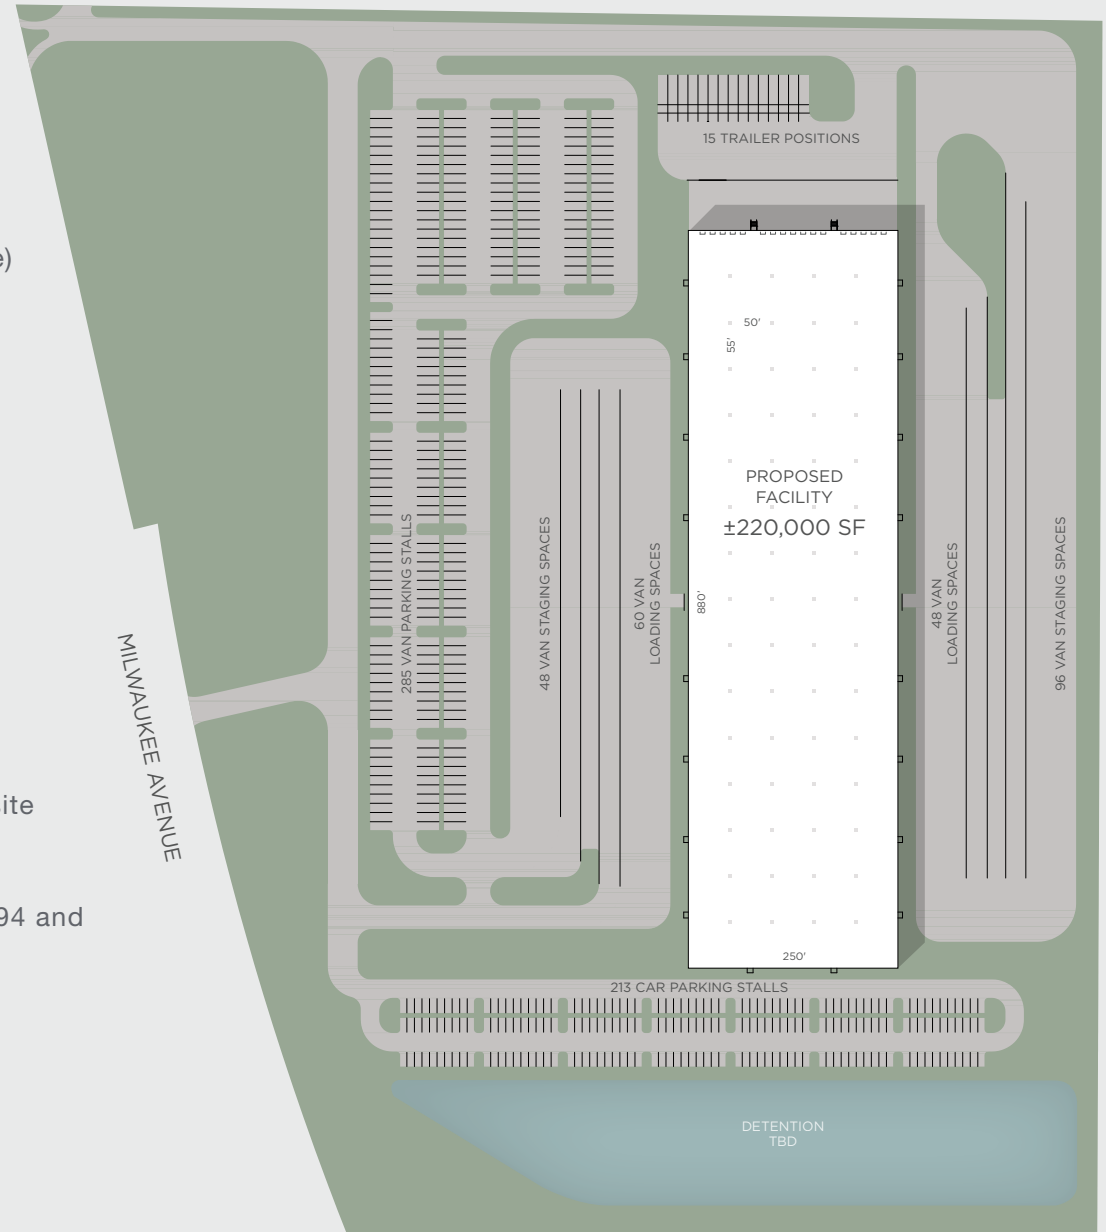 15 TRAILER POSITIONS
e)
50'
55'
PROPOSED
FACILITY
±220,000 SF
285 VAN PARKING STALLS
48 VAN STAGING SPACES
60 VAN
LOADING SPACES
880'
48 VAN
LOADING SPACES
96 VAN STAGING SPACES
MILWAUKEE AVENUE
ite
94 and
250'
213 CAR PARKING STALLS
DETENTION
TBD